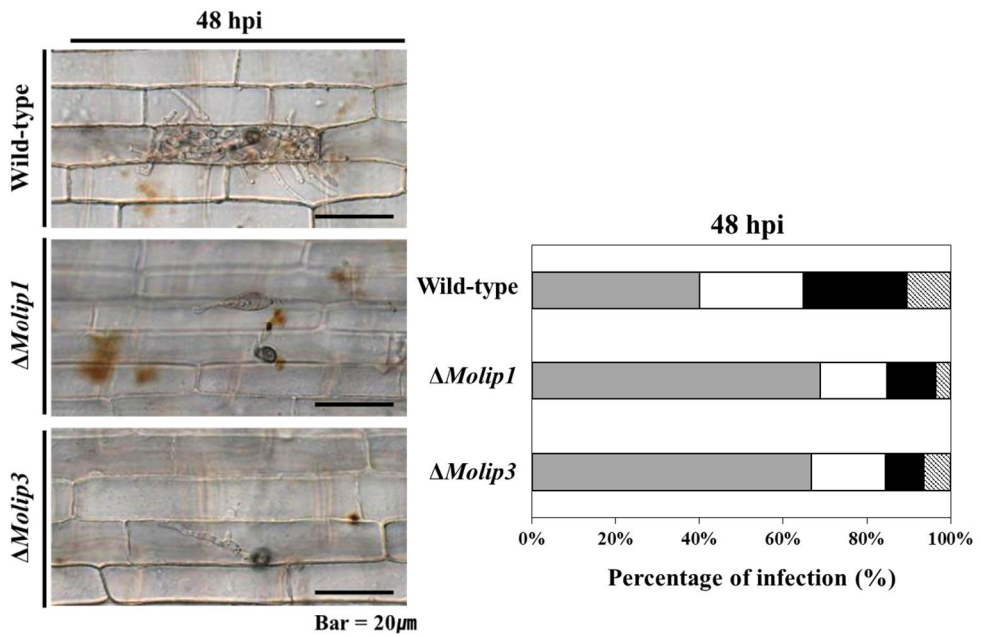 48 hpi
Wild-type
ΔMolip1
ΔMolip3
Bar = 20㎛
48 hpi
Wild-type
ΔMolip1
ΔMolip3
0% 20% 40% 60% 80% 100%
Percentage of infection (%)